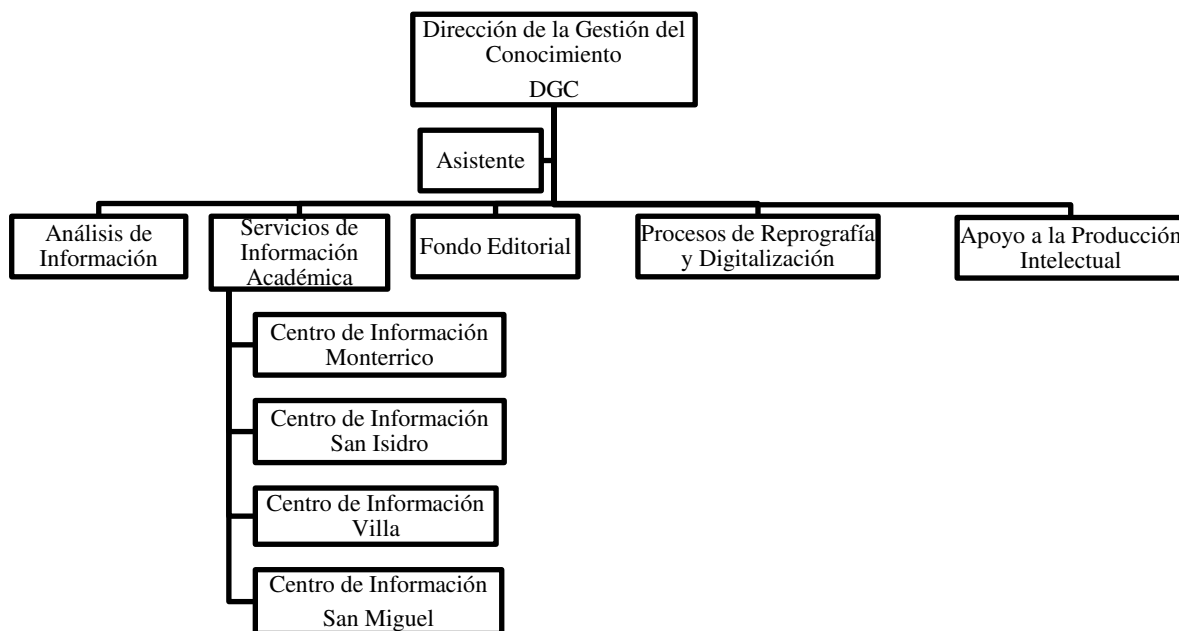 Dirección de la Gestión del
Conocimiento
DGC
Asistente
Análisis de
Información
Servicios de
Información
Académica
Fondo Editorial
Procesos de Reprografía
y Digitalización
Apoyo a la Producción
Intelectual
Centro de Información
Monterrico
Centro de Información
San Isidro
Centro de Información
Villa
Centro de Información
San Miguel